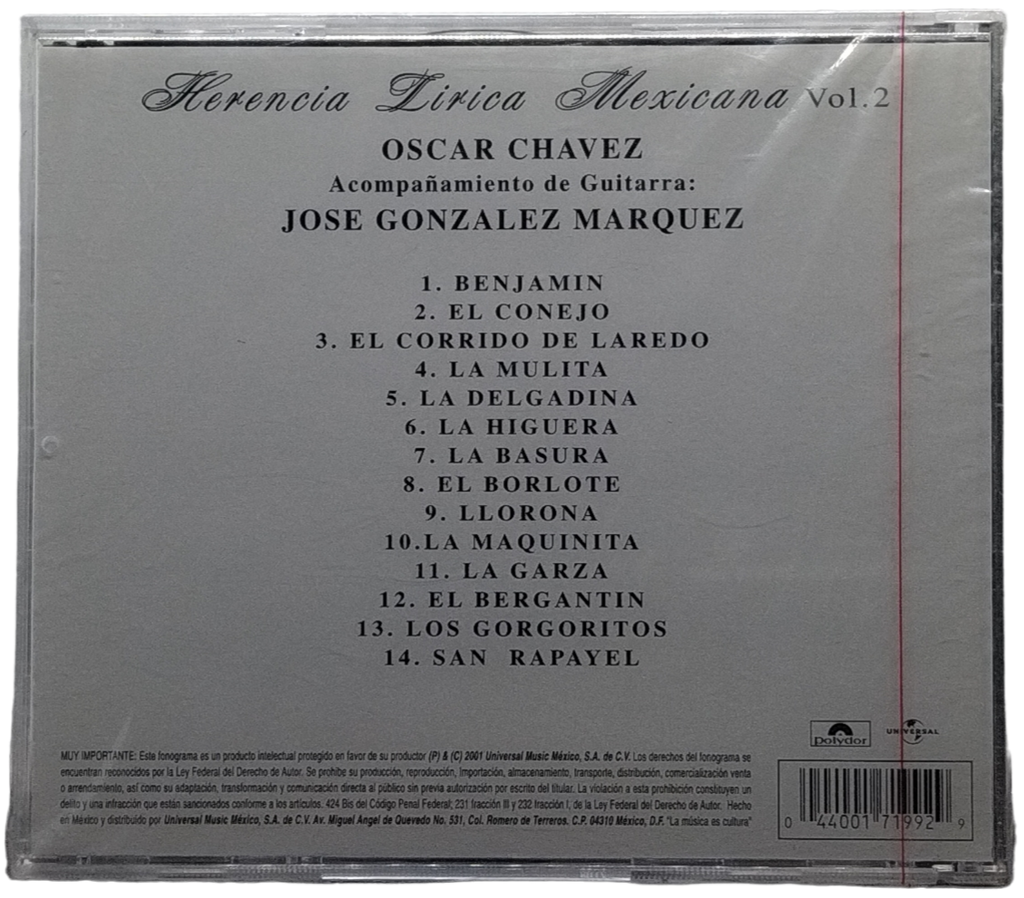 Herencia Lirica Mexicana Vol.2
OSCAR CHAVEZ
Acompañamiento de Guitarra:
JOSE GONZALEZ MARQUEZ
1. BENJAMIN
2. EL CONEJO
3. EL CORRIDO DE LAREDO
4. LA MULITA
5. LA DELGADINA
6. LA HIGUERA
7. LA BASURA
8. EL BORLOTE
9. LLORONA
10.LA MAQUINITA
11. LA GARZA
12. EL BERGANTIN
13. LOS GORGORITOS
14. SAN RAPAYEL
Polydor
UNIVERSAL
MUY IMPORTANTE: Este fonograma es un producto intelectual protegido en favor de su productor (P) & (C) 2001 Universal Music México, S.A. de C.V. Los derechos del fonograma se
encuentran reconocidos por la Ley Federal del Derecho de Autor. Se prohibe su producción, reproducción, importación, almacenamiento, transporte, distribución, comercialización venta
o arrendamiento, así como su adaptación, transformación y comunicación directa al público sin previa autorización por escrito del titular. La violación a esta prohibición constituyen un
delito y una infracción que están sancionados conforme a los artículos. 424 Bis del Código Penal Federal; 231 fracción III y 232 fracción I, de la Ley Federal del Derecho de Autor. Hecho
en México y distribuido por Universal Music México, S.A. de C.V. Av. Miguel Angel de Quevedo No. 531, Col. Romero de Terreros. C.P. 04310 México, D.F. "La música es cultura"
0 44001 71992 9